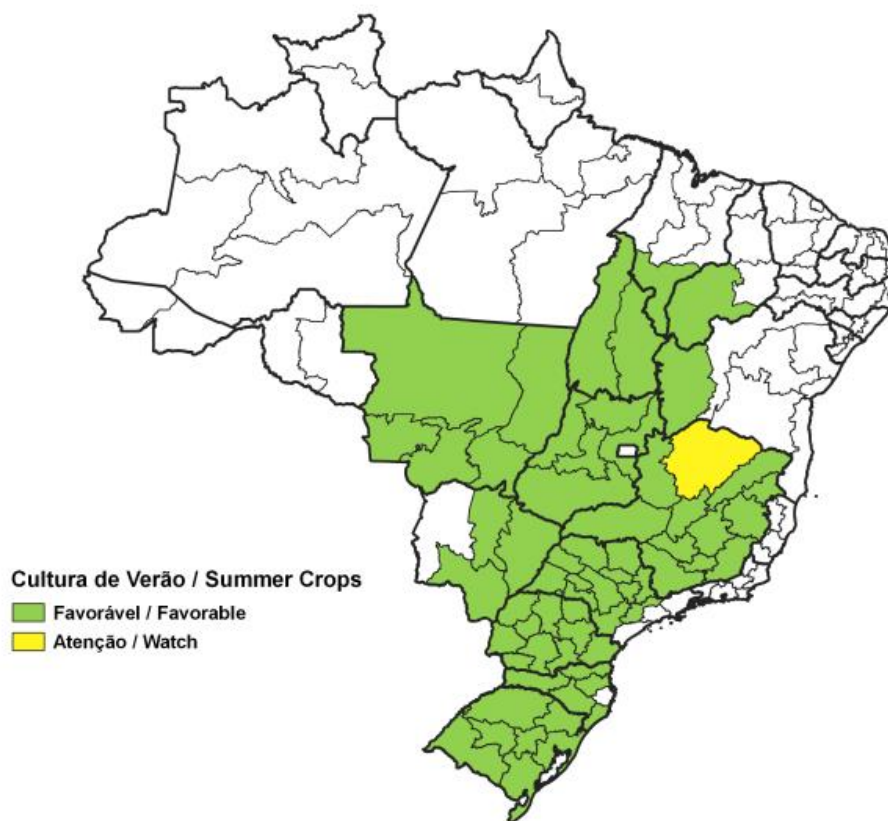 Cultura de Verão / Summer Crops
Favorável / Favorable
Atenção / Watch